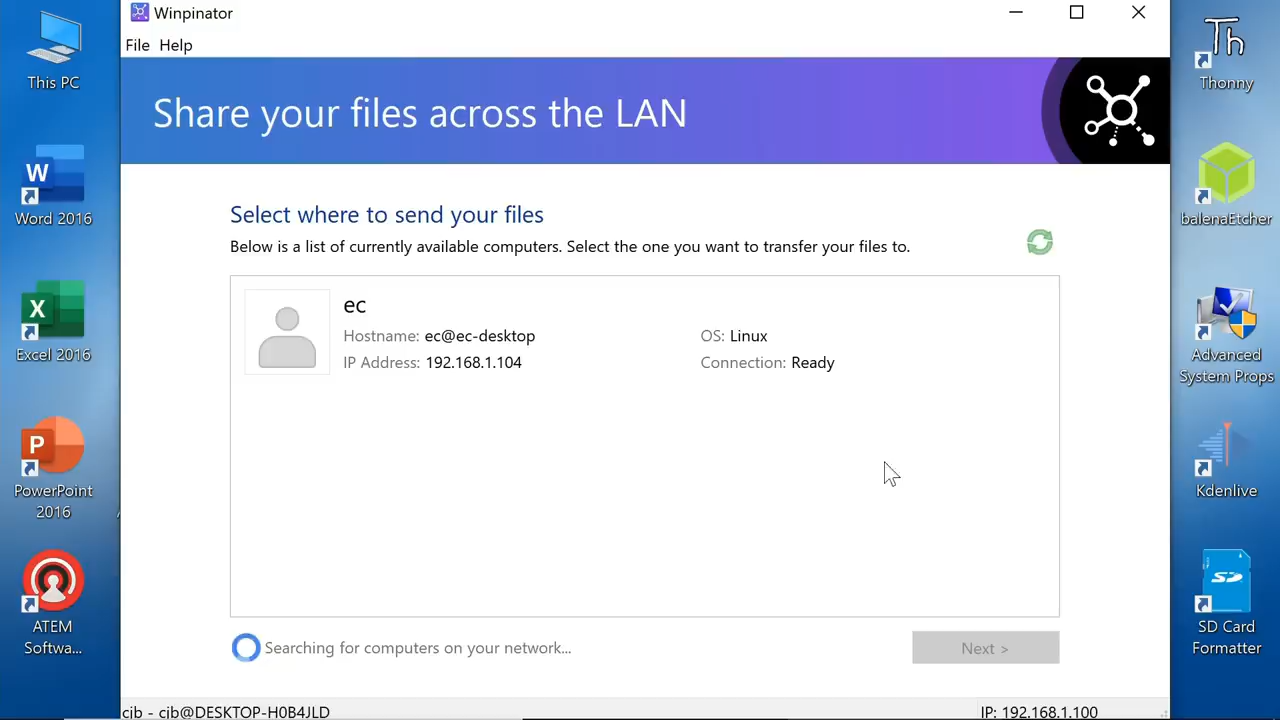 Winpinator
File Help
Share your files across the LAN
Select where to send your files
Below is a list of currently available computers. Select the one you want to transfer your files to.
ec
Hostname: ec@ec-desktop
OS: Linux
IP Address: 192.168.1.104
Connection: Ready
Searching for computers on your network...
Next >
cjb - cjb@DESKTOP-H0B4JLD
IP: 192.168.1.100
This PC
W
Word 2016
X
Excel 2016
P
PowerPoint
2016
ATEM
Softwa...
Th
Thonny
balenaEtcher
Advanced
System Props
Kdenlive
SD
SD Card
Formatter